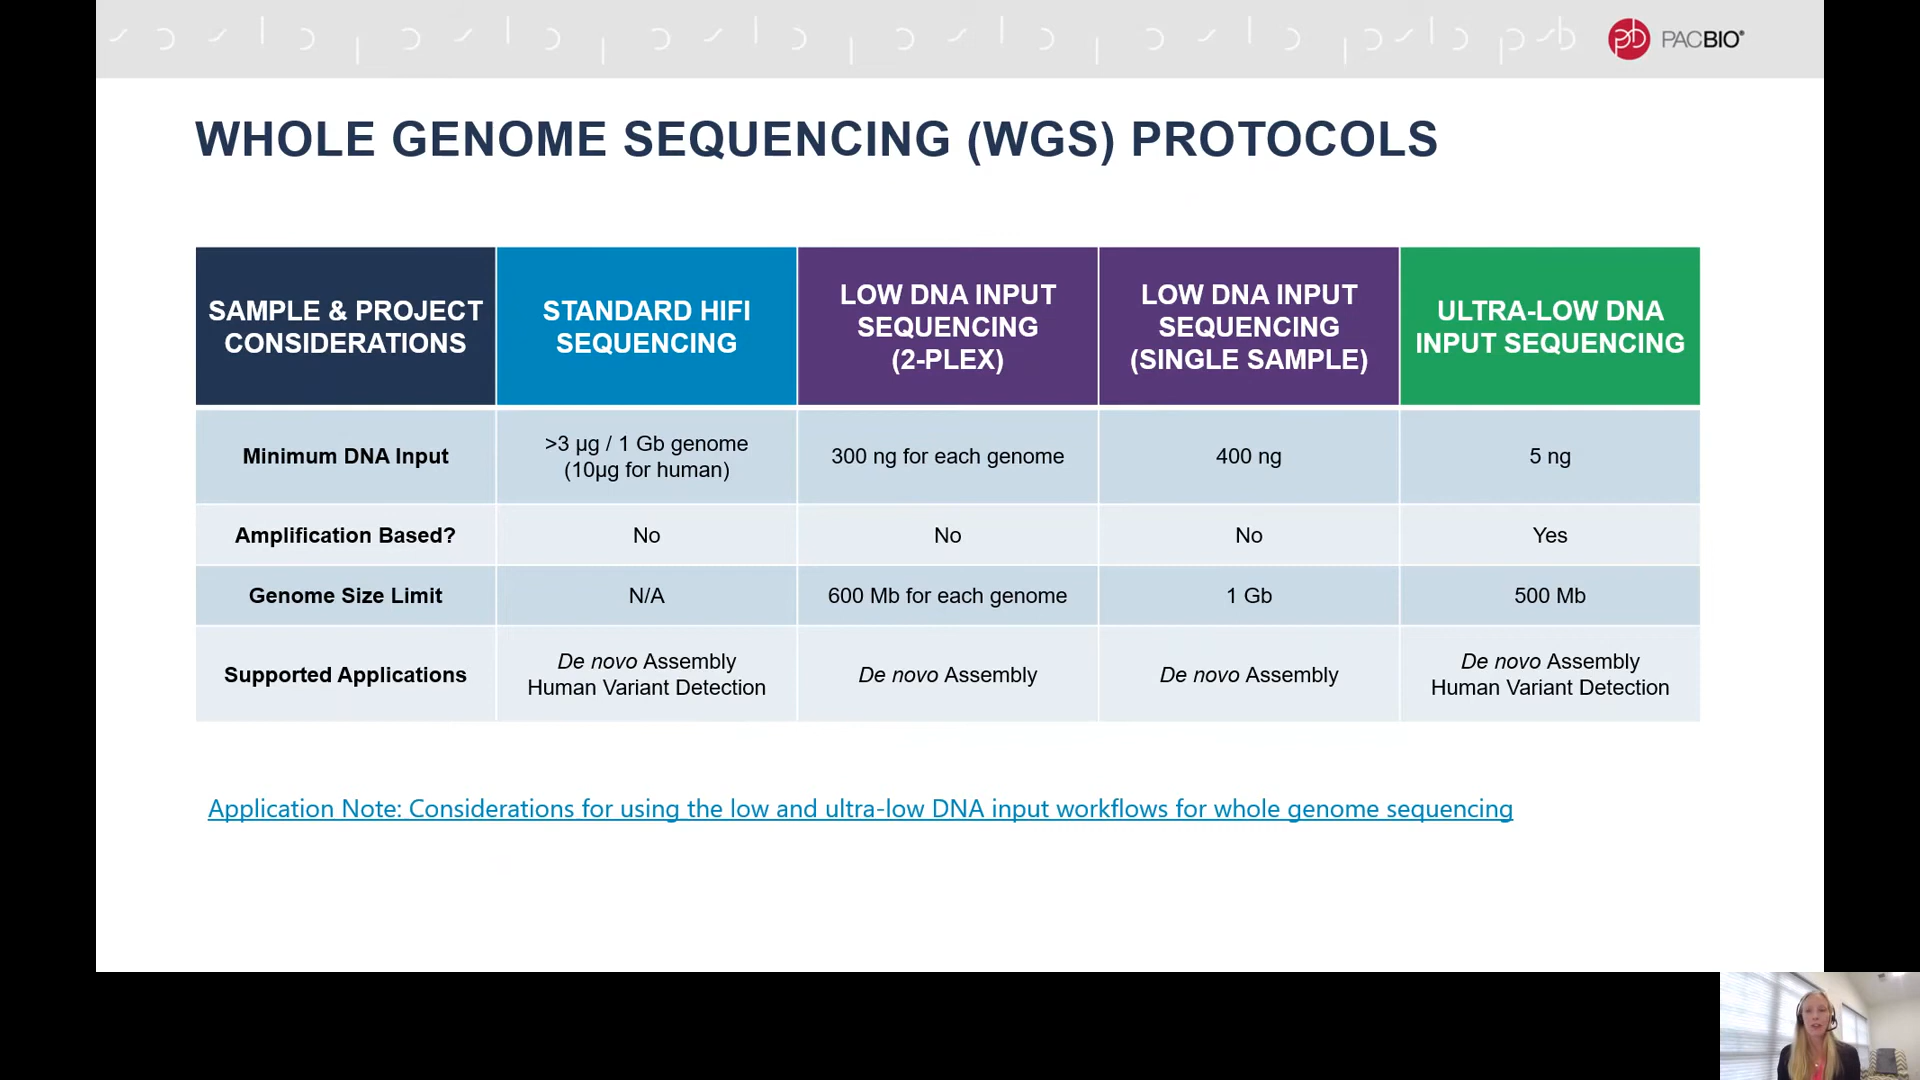 PACBIO®
WHOLE GENOME SEQUENCING (WGS) PROTOCOLS
SAMPLE & PROJECT
CONSIDERATIONS
STANDARD HIFI
SEQUENCING
LOW DNA INPUT
SEQUENCING
(2-PLEX)
LOW DNA INPUT
SEQUENCING
(SINGLE SAMPLE)
ULTRA-LOW DNA
INPUT SEQUENCING
Minimum DNA Input
>3 µg / 1 Gb genome
(10µg for human)
300 ng for each genome
400 ng
5 ng
Amplification Based?
No
No
No
Yes
Genome Size Limit
N/A
600 Mb for each genome
1 Gb
500 Mb
Supported Applications
De novo Assembly
Human Variant Detection
De novo Assembly
De novo Assembly
De novo Assembly
Human Variant Detection
Application Note: Considerations for using the low and ultra-low DNA input workflows for whole genome sequencing